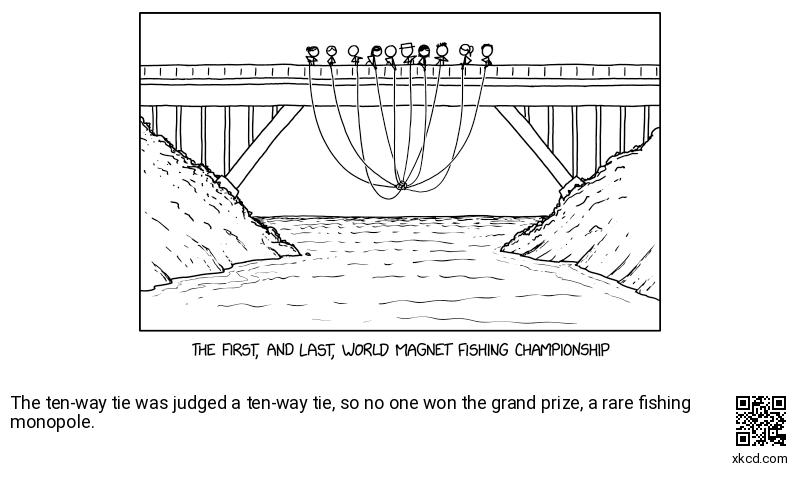 THE FIRST, AND LAST, WORLD MAGNET FISHING CHAMPIONSHIP
The ten-way tie was judged a ten-way tie, so no one won the grand prize, a rare fishing
monopole.
xkcd.com